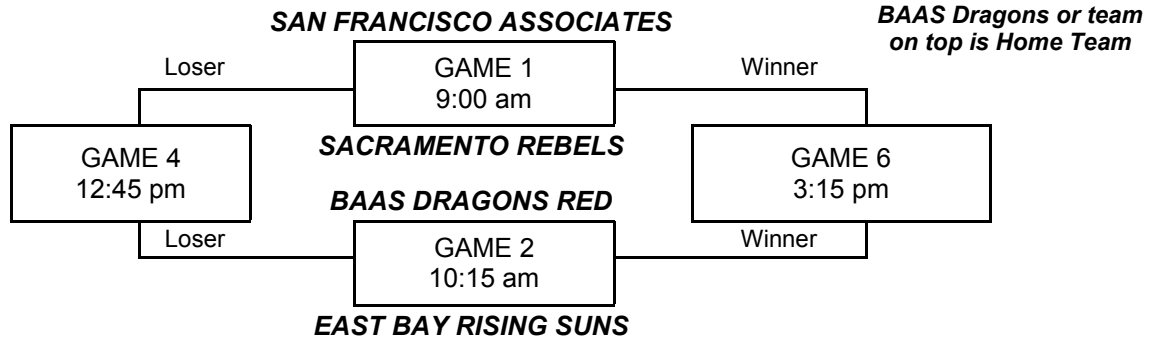 SAN FRANCISCO ASSOCIATES
BAAS Dragons or team
on top is Home Team
Loser
GAME 1
9:00 am
Winner
SACRAMENTO REBELS
GAME 4
12:45 pm
GAME 6
3:15 pm
BAAS DRAGONS RED
Loser
GAME 2
10:15 am
Winner
EAST BAY RISING SUNS